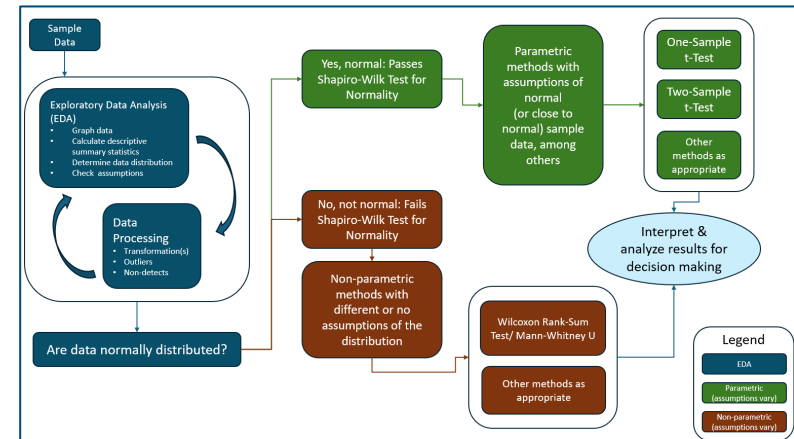 Sample
Data
Exploratory Data Analysis
(EDA)
• Graph data
• Calculate descriptive
summary statistics
• Determine data distribution
• Check assumptions
Data
Processing
• Transformation(s)
• Outliers
• Non-detects
Are data normally distributed?
Yes, normal: Passes
Shapiro-Wilk Test for
Normality
No, not normal: Fails
Shapiro-Wilk Test for
Normality
Non-parametric
methods with
different or no
assumptions of the
distribution
Parametric
methods with
assumptions of
normal
(or close to
normal) sample
data, among
others
One-Sample
t-Test
Two-Sample
t-Test
Other
methods as
appropriate
Wilcoxon Rank-Sum
Test/ Mann-Whitney U
Other methods as
appropriate
Interpret &
analyze results for
decision making
Legend
EDA
Parametric
(assumptions vary)
Non-parametric
(assumptions vary)